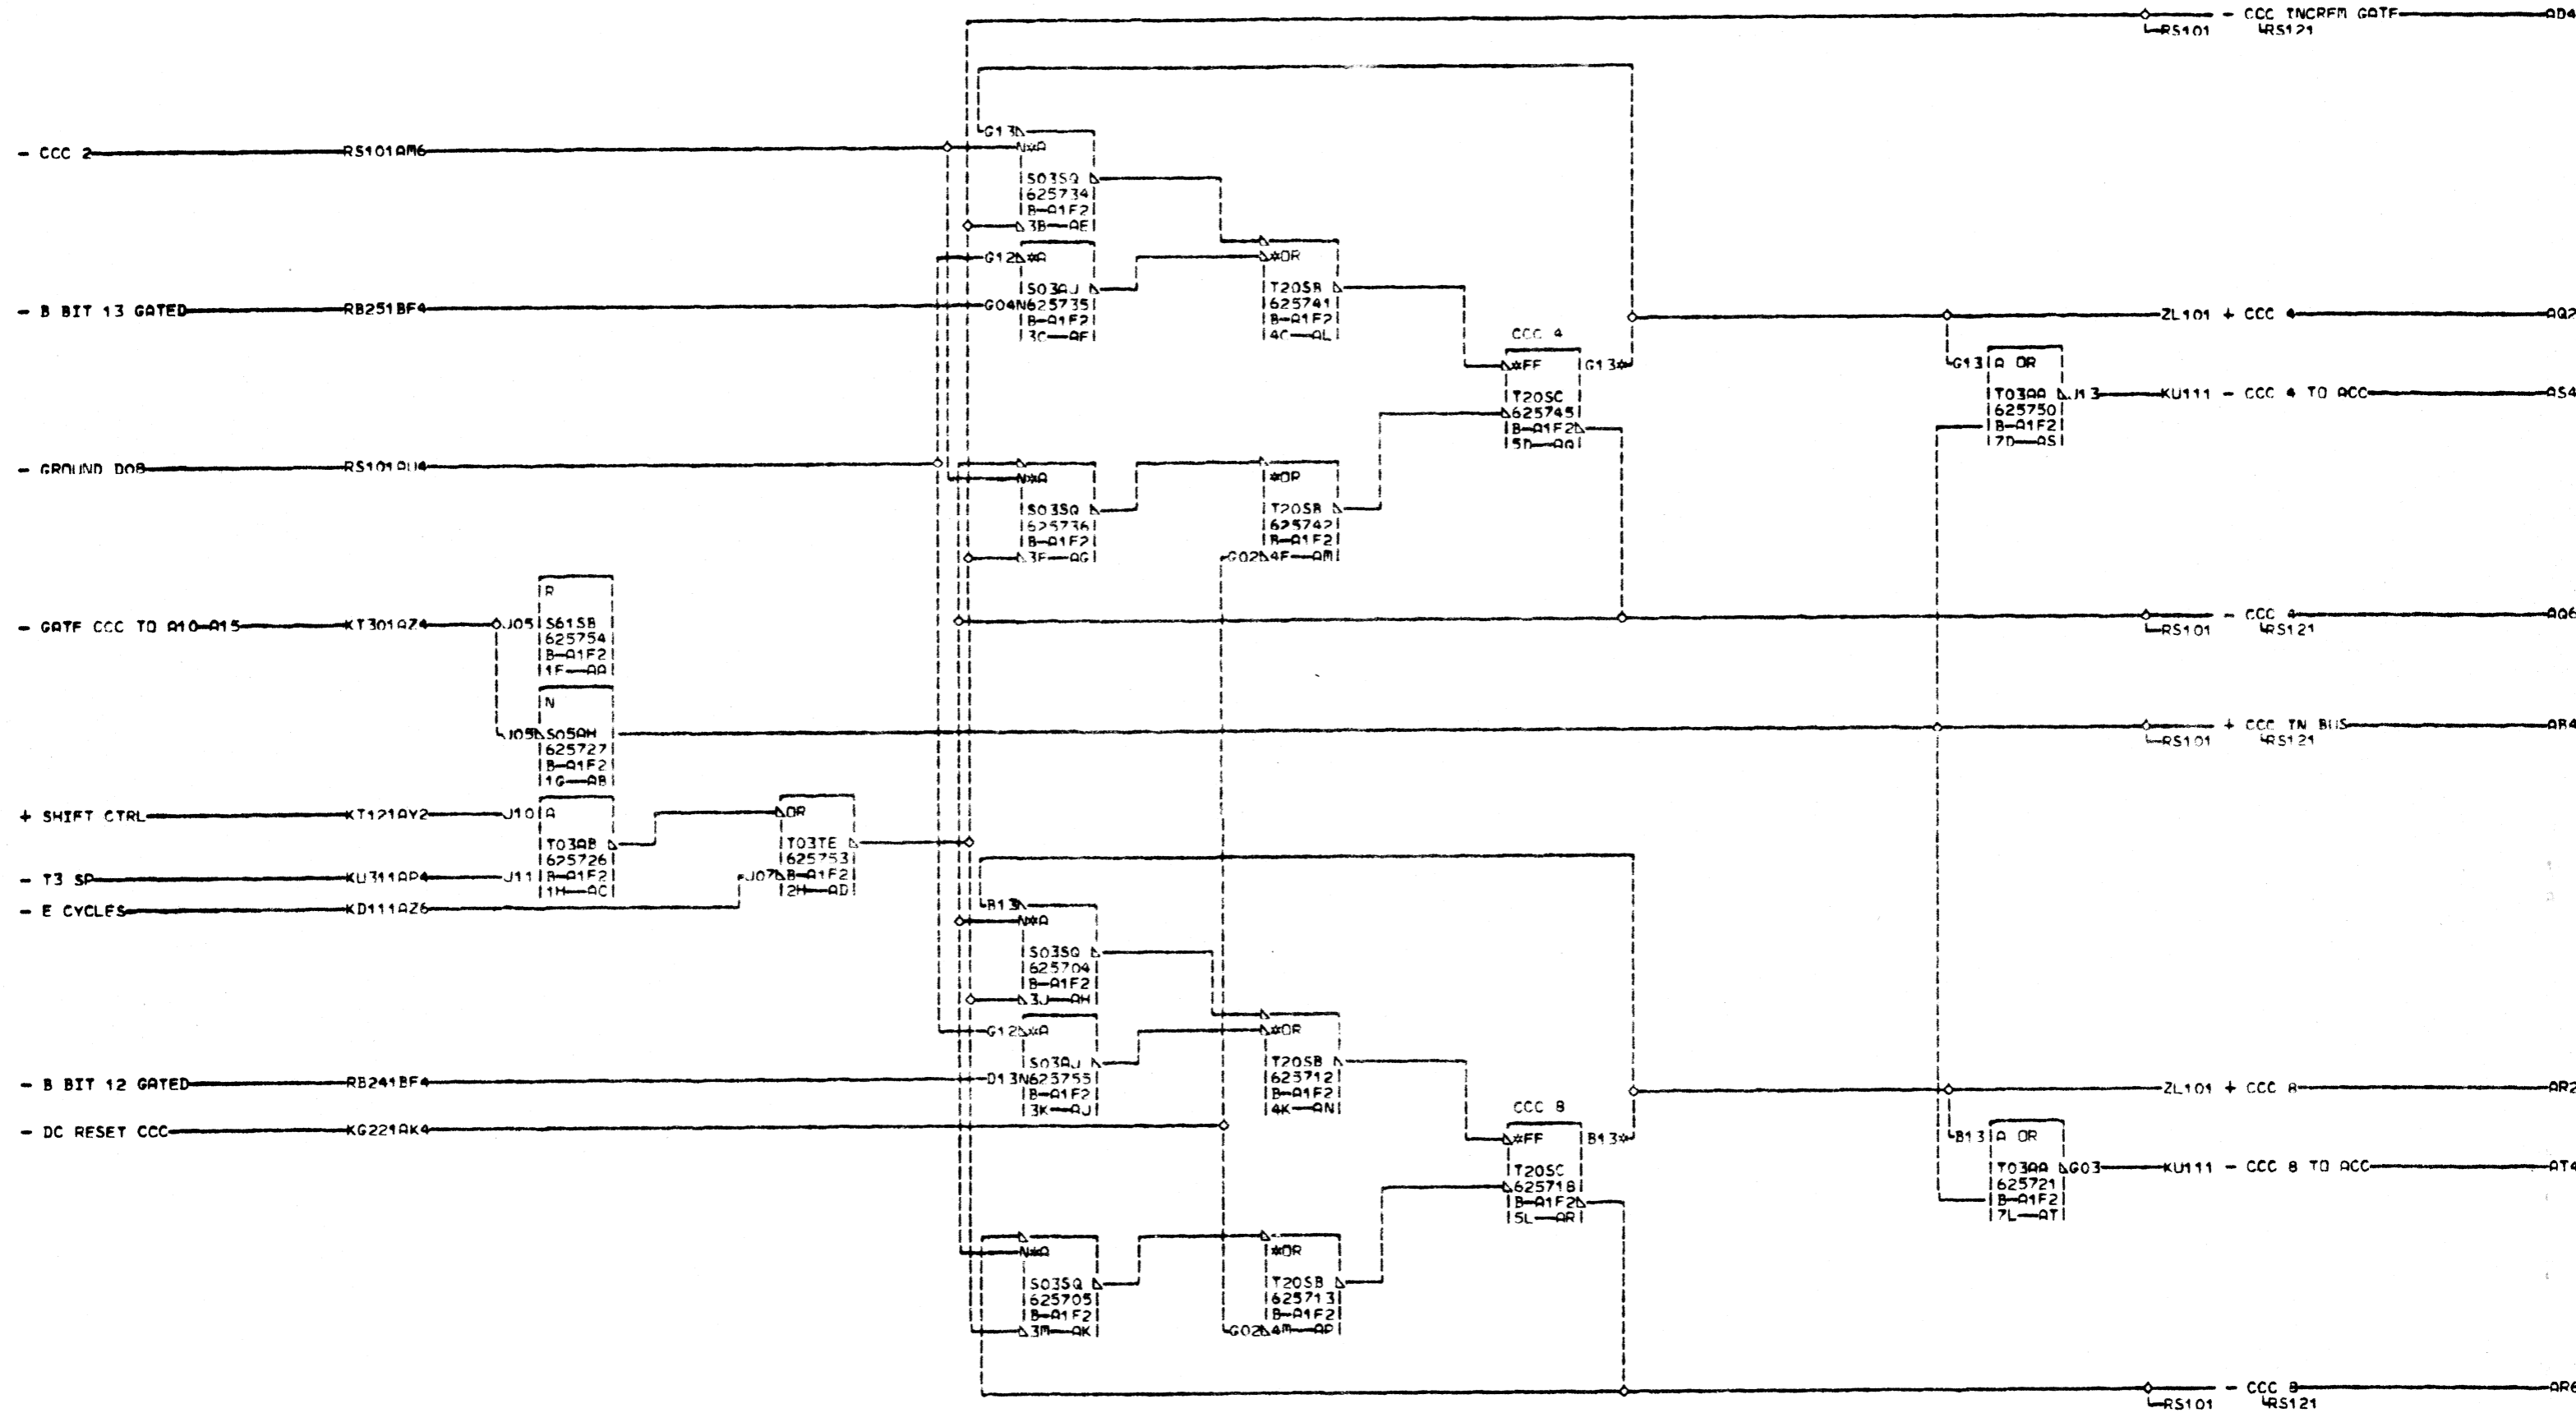 - CCC INCREM GATE AD4
RS101 RS121
G13
- CCC 2 RS101AM6 N*A
S03SQ
625734
B-A1F2
3B-AE
G12 *A
*OR
S03AJ
T20SB
- B BIT 13 GATED RB251BF4 G04N625735
625741
B-A1F2
B-A1F2
3C-AF
4C-AL
ZL101 + CCC 4 AQ2
CCC 4
*FF G13*
T20SC
625745
B-A1F2
5D-AQ
G13 A OR
T03AA J13 KU111 - CCC 4 TO ACC AS4
625750
B-A1F2
7D-AS
- GROUND DO8 RS101AU4
N*A
*OR
S03SQ
T20SB
625736
625742
B-A1F2
B-A1F2
3F-AG
G02 4F-AM
R
- GATE CCC TO A10-A15 KT301AZ4 J05 S61SB
625754
B-A1F2
1F-AA
- CCC 4 AQ6
RS101 RS121
N
J05 S05AH
625727
B-A1F2
1G-AB
+ CCC IN BUS AB4
RS101 RS121
+ SHIFT CTRL KT121AY2 J10 A
OR
T03AB
T03TE
625726
625753
- T3 SP KU311AP4 J11 B-A1F2
J07 B-A1F2
1H-AC
2H-AD
- E CYCLES KD111AZ6
B13
N*A
S03SQ
625704
B-A1F2
3J-AH
G12 *A
*OR
S03AJ
T20SB
- B BIT 12 GATED RB241BF4 D13N623755
623712
B-A1F2
B-A1F2
3K-AJ
4K-AN
ZL101 + CCC 8 AR2
- DC RESET CCC KG221AK4
CCC 8
*FF B13*
T20SC
625718
B-A1F2
5L-AR
B13 A OR
T03AA G03 KU111 - CCC 8 TO ACC AT4
625721
B-A1F2
7L-AT
N*A
*OR
S03SQ
T20SB
625705
625713
B-A1F2
B-A1F2
3M-AK
G02 4M-AP
- CCC 8 AR6
RS101 RS121